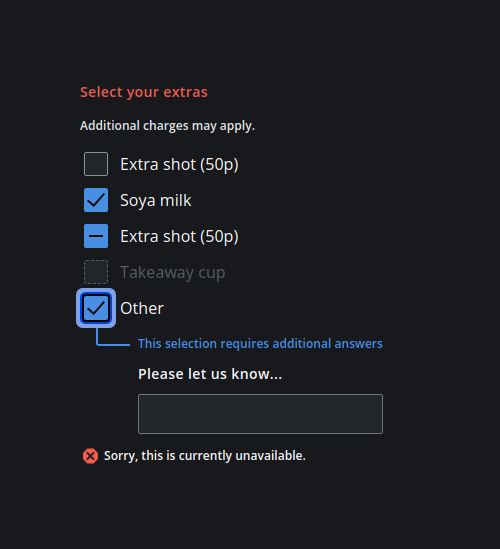 Select your extras
Additional charges may apply.
Extra shot (50p)
Soya milk
Extra shot (50p)
Takeaway cup
Other
This selection requires additional answers
Please let us know...
Sorry, this is currently unavailable.